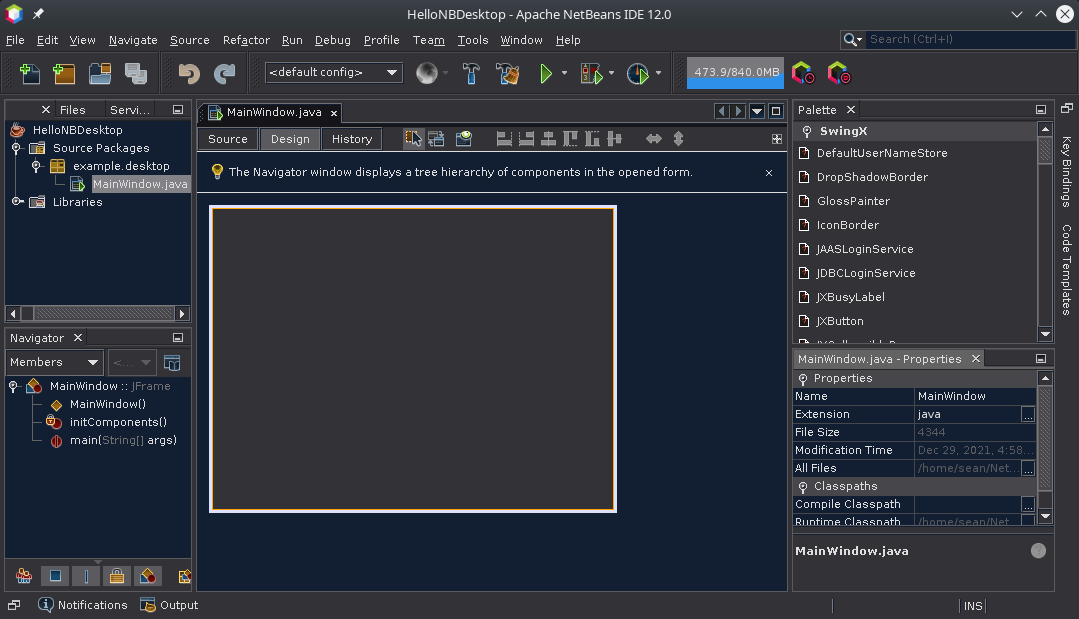 HelloNBDesktop - Apache NetBeans IDE 12.0
File Edit View Navigate Source Refactor Run Debug Profile Team Tools Window Help
Search (Ctrl+I)
<default config>
473.9/840.0MB
Files Servi...
HelloNBDesktop
Source Packages
example.desktop
MainWindow.java
Libraries
Navigator
Members
<...
MainWindow :: JFrame
MainWindow()
initComponents()
main(String[] args)
MainWindow.java
Source Design History
The Navigator window displays a tree hierarchy of components in the opened form.
Palette
SwingX
DefaultUserNameStore
DropShadowBorder
GlossPainter
IconBorder
JAASLoginService
JDBCLoginService
JXBusyLabel
JXButton
MainWindow.java - Properties
Properties
Name MainWindow
Extension java ...
File Size 4344
Modification Time Dec 29, 2021, 4:58...
All Files /home/sean/Net... ...
Classpaths
Compile Classpath ...
Runtime Classpath /home/sean/Net
MainWindow.java
?
Key Bindings
Code Templates
Notifications Output
INS